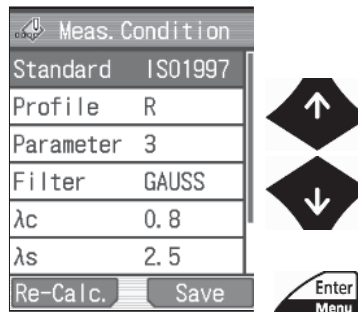 Meas. Condition
Standard ISO1997
Profile R
Parameter 3
Filter GAUSS
λc 0.8
λs 2.5
Re-Calc. Save
Enter
Menu